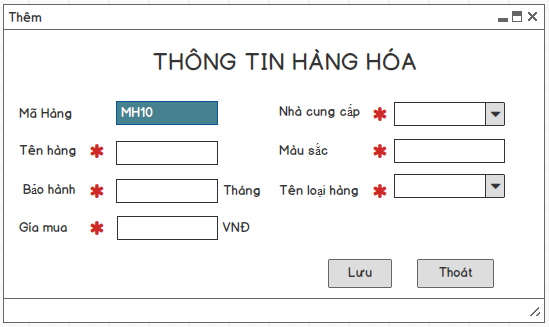 Thêm
THÔNG TIN HÀNG HÓA
Mã Hàng MH10 Nhà cung cấp *
Tên hàng * Màu sắc *
Bảo hành * Tháng Tên loại hàng *
Gía mua * VNĐ
Lưu Thoát